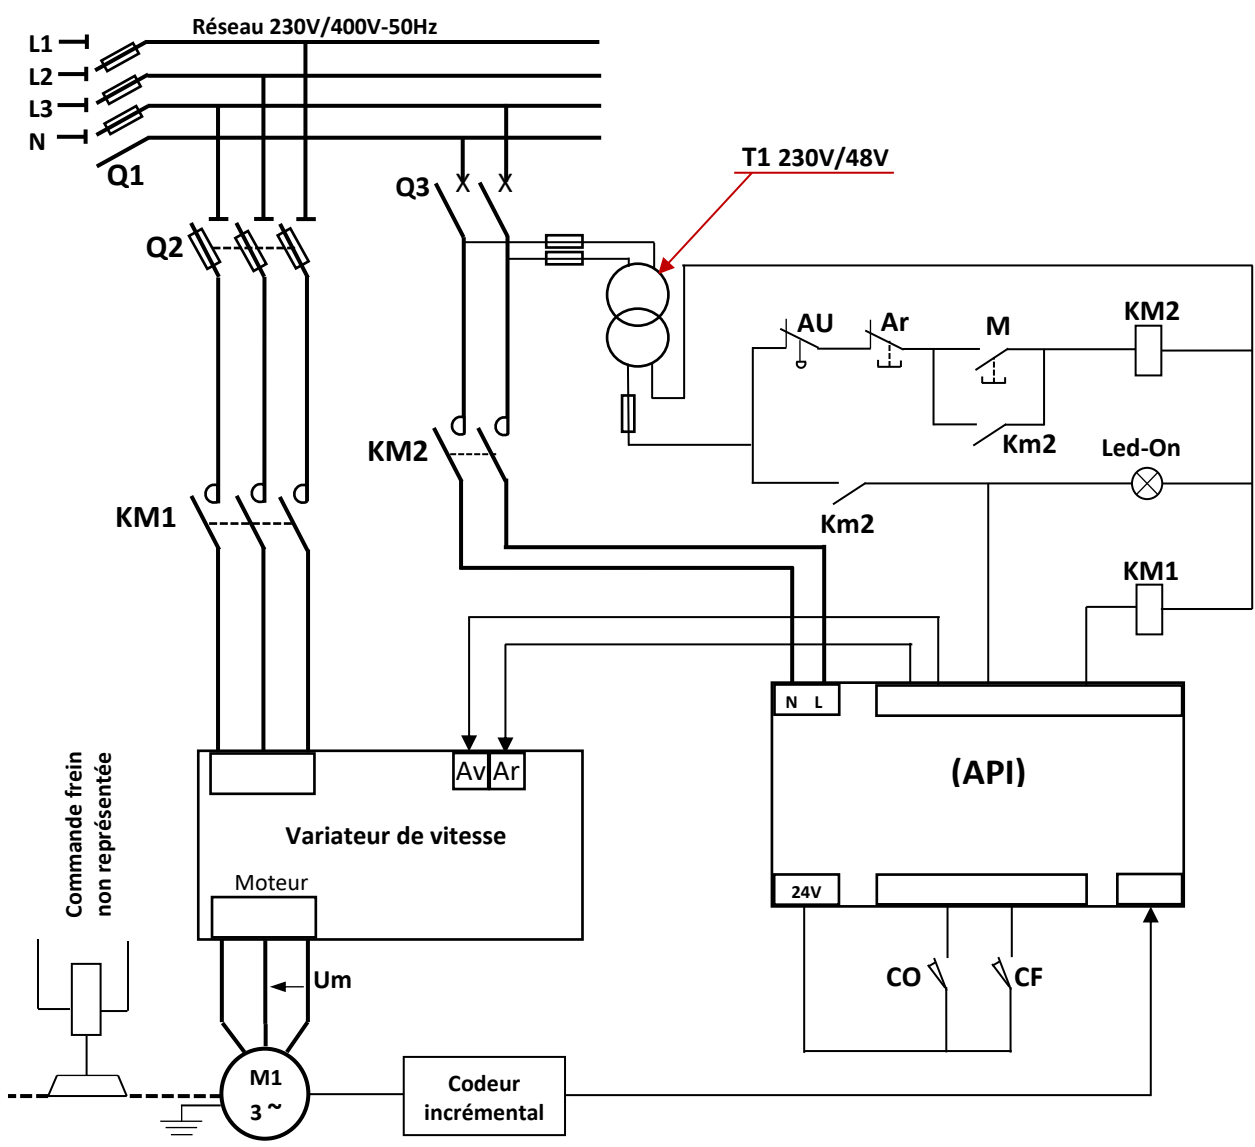 Réseau 230V/400V-50Hz
L1
L2
L3
N
Q1
T1 230V/48V
Q3
Q2
AU
Ar
M
KM2
Km2
Led-On
KM2
KM1
Km2
KM1
N L
(API)
Av Ar
Variateur de vitesse
Commande frein
non représentée
Moteur
24V
Um
CO
CF
M1
3 ~
Codeur
incrémental